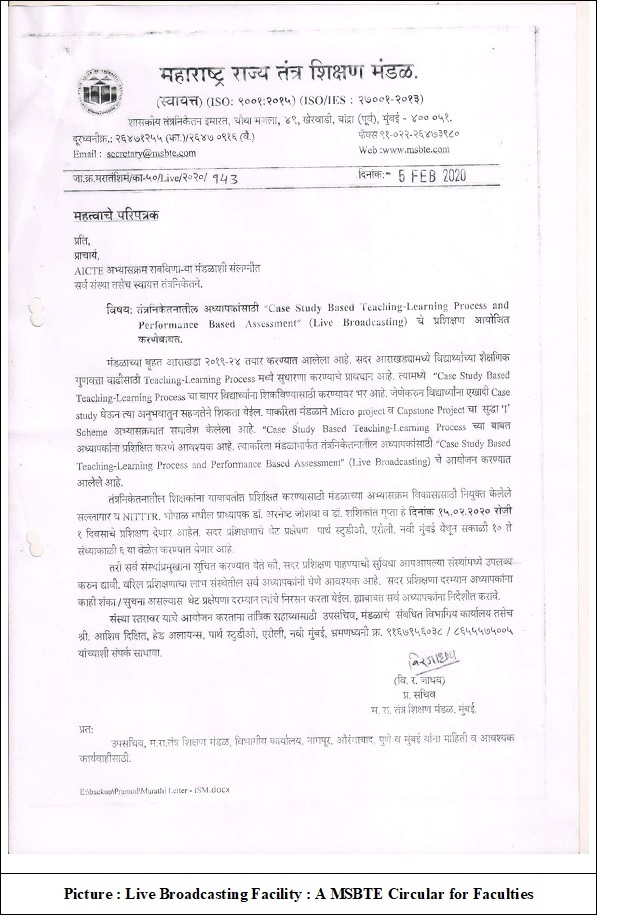 महाराष्ट्र राज्य तंत्र शिक्षण मंडळ.
(स्वायत्त) (ISO: ९००१:२०१५) (ISO/IES : २७००१-२०१३)
शासकीय तंत्रनिकेतन इमारत, चौथा मजला, ४९, खेरवाडी, बांद्रा (पूर्व), मुंबई - ४०० ०५१.
दूरध्वनीक्र.: २६४७१२५५ (का.)/२६४७ ०९१६ (वै.) फॅक्स ९१-०२२-२६४७३९८०
Email : secretary@msbte.com Web :www.msbte.com
जा.क्र.मरातंशिमं/का-५०/Live/२०२०/ 143 दिनांक:- 5 FEB 2020
महत्वाचे परिपत्रक
प्रति,
प्राचार्य,
AICTE अभ्यासक्रम राबविणा-या मंडळाशी संलग्नीत
सर्व संस्था तसेच स्वायत्त तंत्रनिकेतने.
विषय: तंत्रनिकेतनातील अध्यापकांसाठी "Case Study Based Teaching-Learning Process and
Performance Based Assessment" (Live Broadcasting) चे प्रशिक्षण आयोजित
करणेबाबत.
मंडळाच्या बृहत आराखडा २०१९-२४ तयार करण्यात आलेला आहे. सदर आराखड्यामध्ये विद्यार्थ्यांच्या शैक्षणिक
गुणवत्ता वाढीसाठी Teaching-Learning Process मध्ये सुधारणा करण्याचे प्रावधान आहे. त्यामध्ये "Case Study Based
Teaching-Learning Process चा वापर विद्यार्थ्यांना शिकविण्यासाठी करण्यावर भर आहे. जेणेकरुन विद्यार्थ्यांना एखादी Case
study घेऊन त्या अनुभवातुन सहजतेने शिकता येईल. याकरिता मंडळाने Micro project व Capstone Project चा सुद्धा 'I'
Scheme अभ्यासक्रमात समावेश केलेला आहे. "Case Study Based Teaching-Learning Process च्या बाबत
अध्यापकांना प्रशिक्षित करणे आवश्यक आहे. त्याकरिता मंडळामार्फत तंत्रनिकेतनातील अध्यापकांसाठी "Case Study Based
Teaching-Learning Process and Performance Based Assessment" (Live Broadcasting) चे आयोजन करण्यात
आलेले आहे.
तंत्रनिकेतनातील शिक्षकांना याबाबतीत प्रशिक्षित करण्यासाठी मंडळाच्या अभ्यासक्रम विकासासाठी नियुक्त केलेले
सल्लागार व NITTTR, भोपाळ मधील प्राध्यापक डॉ. अरनेष्ट जोशवा व डॉ. शशिकांत गुप्ता हे दिनांक १५.०२.२०२० रोजी
१ दिवसाचे प्रशिक्षण देणार आहेत. सदर प्रशिक्षणाचे थेट प्रक्षेपण पार्थ स्टुडीओ, एरोली, नवी मुंबई येथून सकाळी १० ते
संध्याकाळी ६ या वेळेत करण्यात येणार आहे.
तरी सर्व संस्थाप्रमुखाना सुचित करण्यात येते की, सदर प्रशिक्षण पाहण्याची सुविधा आपआपल्या संस्थांमध्ये उपलब्ध
करुन द्यावी. वरिल प्रशिक्षणाचा लाभ संस्थेतील सर्व अध्यापकांनी घेणे आवश्यक आहे. सदर प्रशिक्षणा दरम्यान अध्यापकांना
काही शंका / सुचना असल्यास थेट प्रक्षेपणा दरम्यान त्यांचे निरसन करता येईल. ह्याबाबत सर्व अध्यापकांना निर्देशीत करावे.
संस्था स्तरावर याचे आयोजन करताना तांत्रिक सहाय्यासाठी उपसचिव, मंडळाचे संबंधित विभागिय कार्यालय तसेच
श्री. आशिष दिक्षित, हेड अलायन्स, पार्थ स्टुडीओ, एरोली, नवी मुंबई, भ्रमणध्वनी क्र. ९१६७९५६०३८ / ८६५५५७५००५
यांच्याशी संपर्क साधावा.
(वि. र. जाधव)
प्र. सचिव
म. रा. तंत्र शिक्षण मंडळ, मुंबई.
प्रत:
उपसचिव, म.रा.तंत्र शिक्षण मंडळ, विभागीय कार्यालय, नागपूर, औरंगाबाद, पुणे व मुंबई यांना माहिती व आवश्यक
कार्यवाहीसाठी.
E:\backup\Pramod\Marathi Letter - ISM.docx
Picture : Live Broadcasting Facility : A MSBTE Circular for Faculties